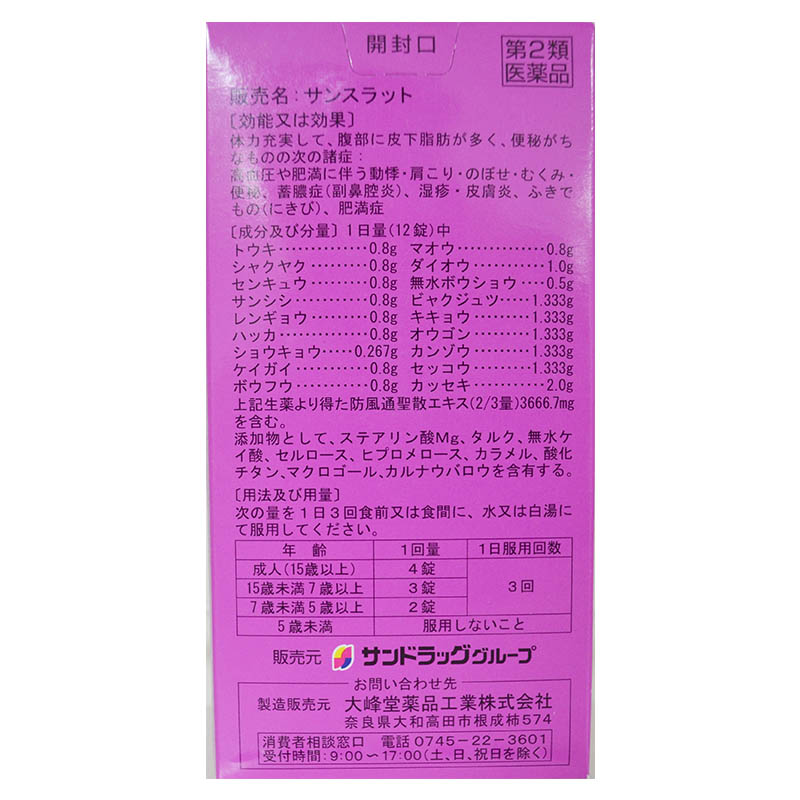 開封口
第2類
医薬品
販売名：サンスラット
〔効能又は効果〕
体力充実して、腹部に皮下脂肪が多く、便秘がち
なものの次の諸症：
高血圧や肥満に伴う動悸・肩こり・のぼせ・むくみ・
便秘、蓄膿症(副鼻腔炎)、湿疹・皮膚炎、ふきで
もの(にきび)、肥満症
〔成分及び分量〕1日量(12錠)中
トウキ……………0.8g マオウ……………0.8g
シャクヤク…………0.8g ダイオウ…………1.0g
センキュウ…………0.8g 無水ボウショウ…0.5g
サンシシ……………0.8g ビャクジュツ……1.333g
レンギョウ…………0.8g キキョウ…………1.333g
ハッカ………………0.8g オウゴン…………1.333g
ショウキョウ……0.267g カンゾウ…………1.333g
ケイガイ……………0.8g セッコウ…………1.333g
ボウフウ……………0.8g カッセキ…………2.0g
上記生薬より得た防風通聖散エキス(2/3量)3666.7mg
を含む。
添加物として、ステアリン酸Mg、タルク、無水ケ
イ酸、セルロース、ヒプロメロース、カラメル、酸化
チタン、マクロゴール、カルナウバロウを含有する。
〔用法及び用量〕
次の量を1日3回食前又は食間に、水又は白湯に
て服用してください。
年齢 1回量 1日服用回数
成人(15歳以上) 4錠
15歳未満7歳以上 3錠 3回
7歳未満5歳以上 2錠
5歳未満 服用しないこと
販売元 サンドラッググループ
お問い合わせ先
製造販売元 大峰堂薬品工業株式会社
奈良県大和高田市根成柿574
消費者相談窓口 電話 0745-22-3601
受付時間：9:00～17:00(土、日、祝日を除く)